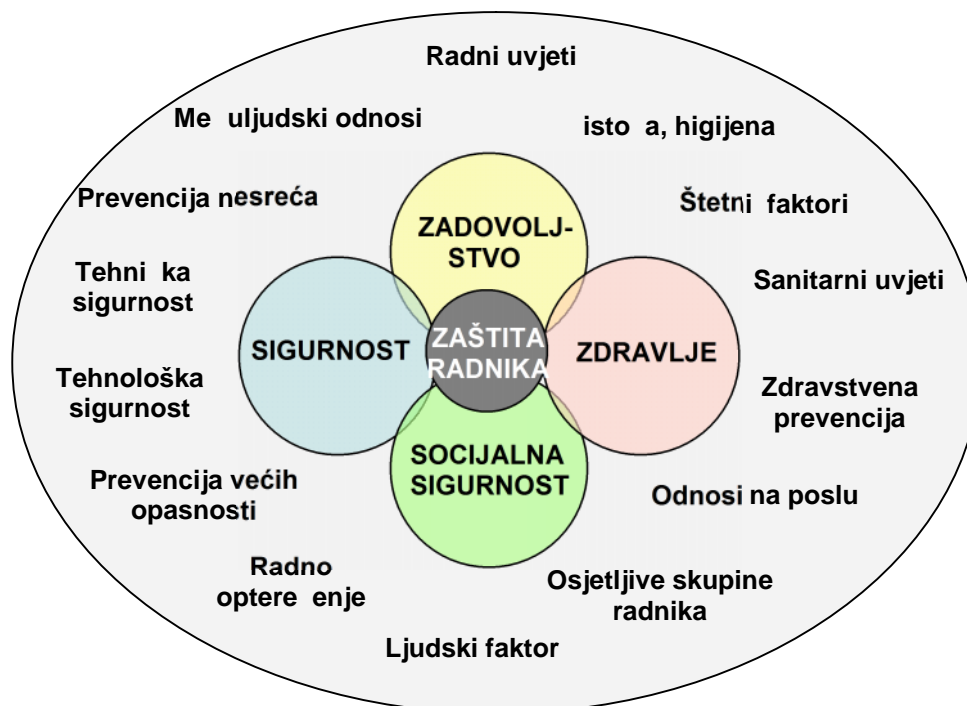 Radni uvjeti
Me uljudski odnosi
isto a, higijena
Prevencija nesreća
Štetni faktori
ZADOVOLJ-
STVO
Tehni ka
sigurnost
Sanitarni uvjeti
SIGURNOST
ZAŠTITA
RADNIKA
ZDRAVLJE
Tehnološka
sigurnost
Zdravstvena
prevencija
SOCIJALNA
SIGURNOST
Prevencija većih
opasnosti
Odnosi na poslu
Radno
optere enje
Osjetljive skupine
radnika
Ljudski faktor